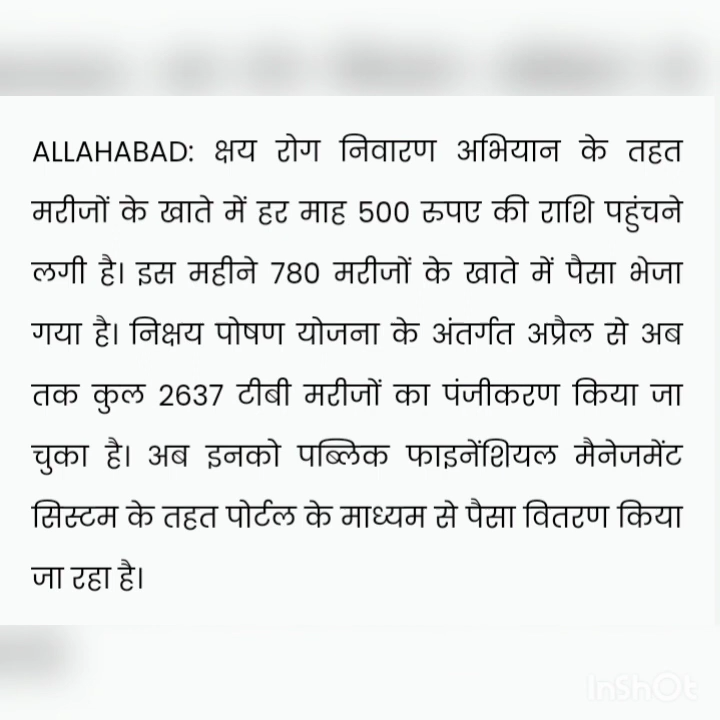 ALLAHABAD: क्षय रोग निवारण अभियान के तहत
मरीजों के खाते में हर माह 500 रुपए की राशि पहुंचने
लगी है। इस महीने 780 मरीजों के खाते में पैसा भेजा
गया है। निक्षय पोषण योजना के अंतर्गत अप्रैल से अब
तक कुल 2637 टीबी मरीजों का पंजीकरण किया जा
चुका है। अब इनको पब्लिक फाइनेंशियल मैनेजमेंट
सिस्टम के तहत पोर्टल के माध्यम से पैसा वितरण किया
जा रहा है।
InShOt